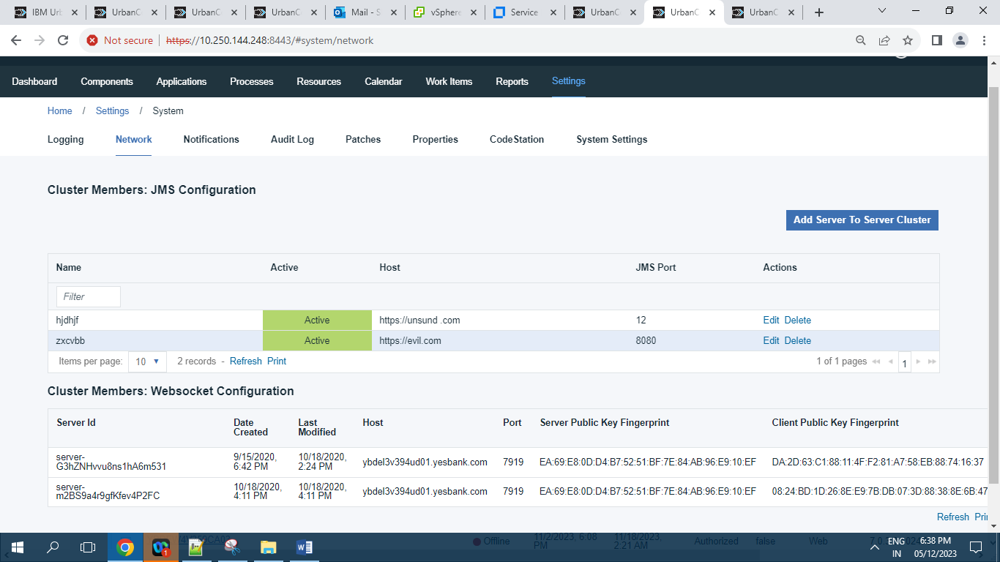 IBM Urb
UrbanC
UrbanC
UrbanC
Mail - S
vSphere
Service
UrbanC
UrbanC
UrbanC
Not secure https://10.250.144.248:8443/#system/network
Dashboard Components Applications Processes Resources Calendar Work Items Reports Settings
Home / Settings / System
Logging Network Notifications Audit Log Patches Properties CodeStation System Settings
Cluster Members: JMS Configuration
Add Server To Server Cluster
Name Active Host JMS Port Actions
Filter
hjdhjf Active https://unsund .com 12 Edit Delete
zxcvbb Active https://evil.com 8080 Edit Delete
Items per page: 10 2 records - Refresh Print 1 of 1 pages 1
Cluster Members: Websocket Configuration
Server Id Date Created Last Modified Host Port Server Public Key Fingerprint Client Public Key Fingerprint
server- 9/15/2020, 10/18/2020,
G3hZNHvvu8ns1hA6m531 6:42 PM 2:24 PM ybdel3v394ud01.yesbank.com 7919 EA:69:E8:0D:D4:B7:52:51:BF:7E:84:AB:96:E9:10:EF DA:2D:63:C1:88:11:4F:F2:81:A7:58:EB:88:74:16:37
server- 10/18/2020, 10/18/2020,
m2BS9a4r9gfKfev4P2FC 4:11 PM 4:11 PM ybdel3v394ud01.yesbank.com 7919 EA:69:E8:0D:D4:B7:52:51:BF:7E:84:AB:96:E9:10:EF 08:24:BD:1D:26:8E:E9:7B:DB:07:3D:88:38:8E:6B:47
Refresh Prin
Offline 11/2/2023, 6:08 PM 11/18/2023, 2:21 AM Authorized false Web
ENG 6:38 PM
IN 05/12/2023